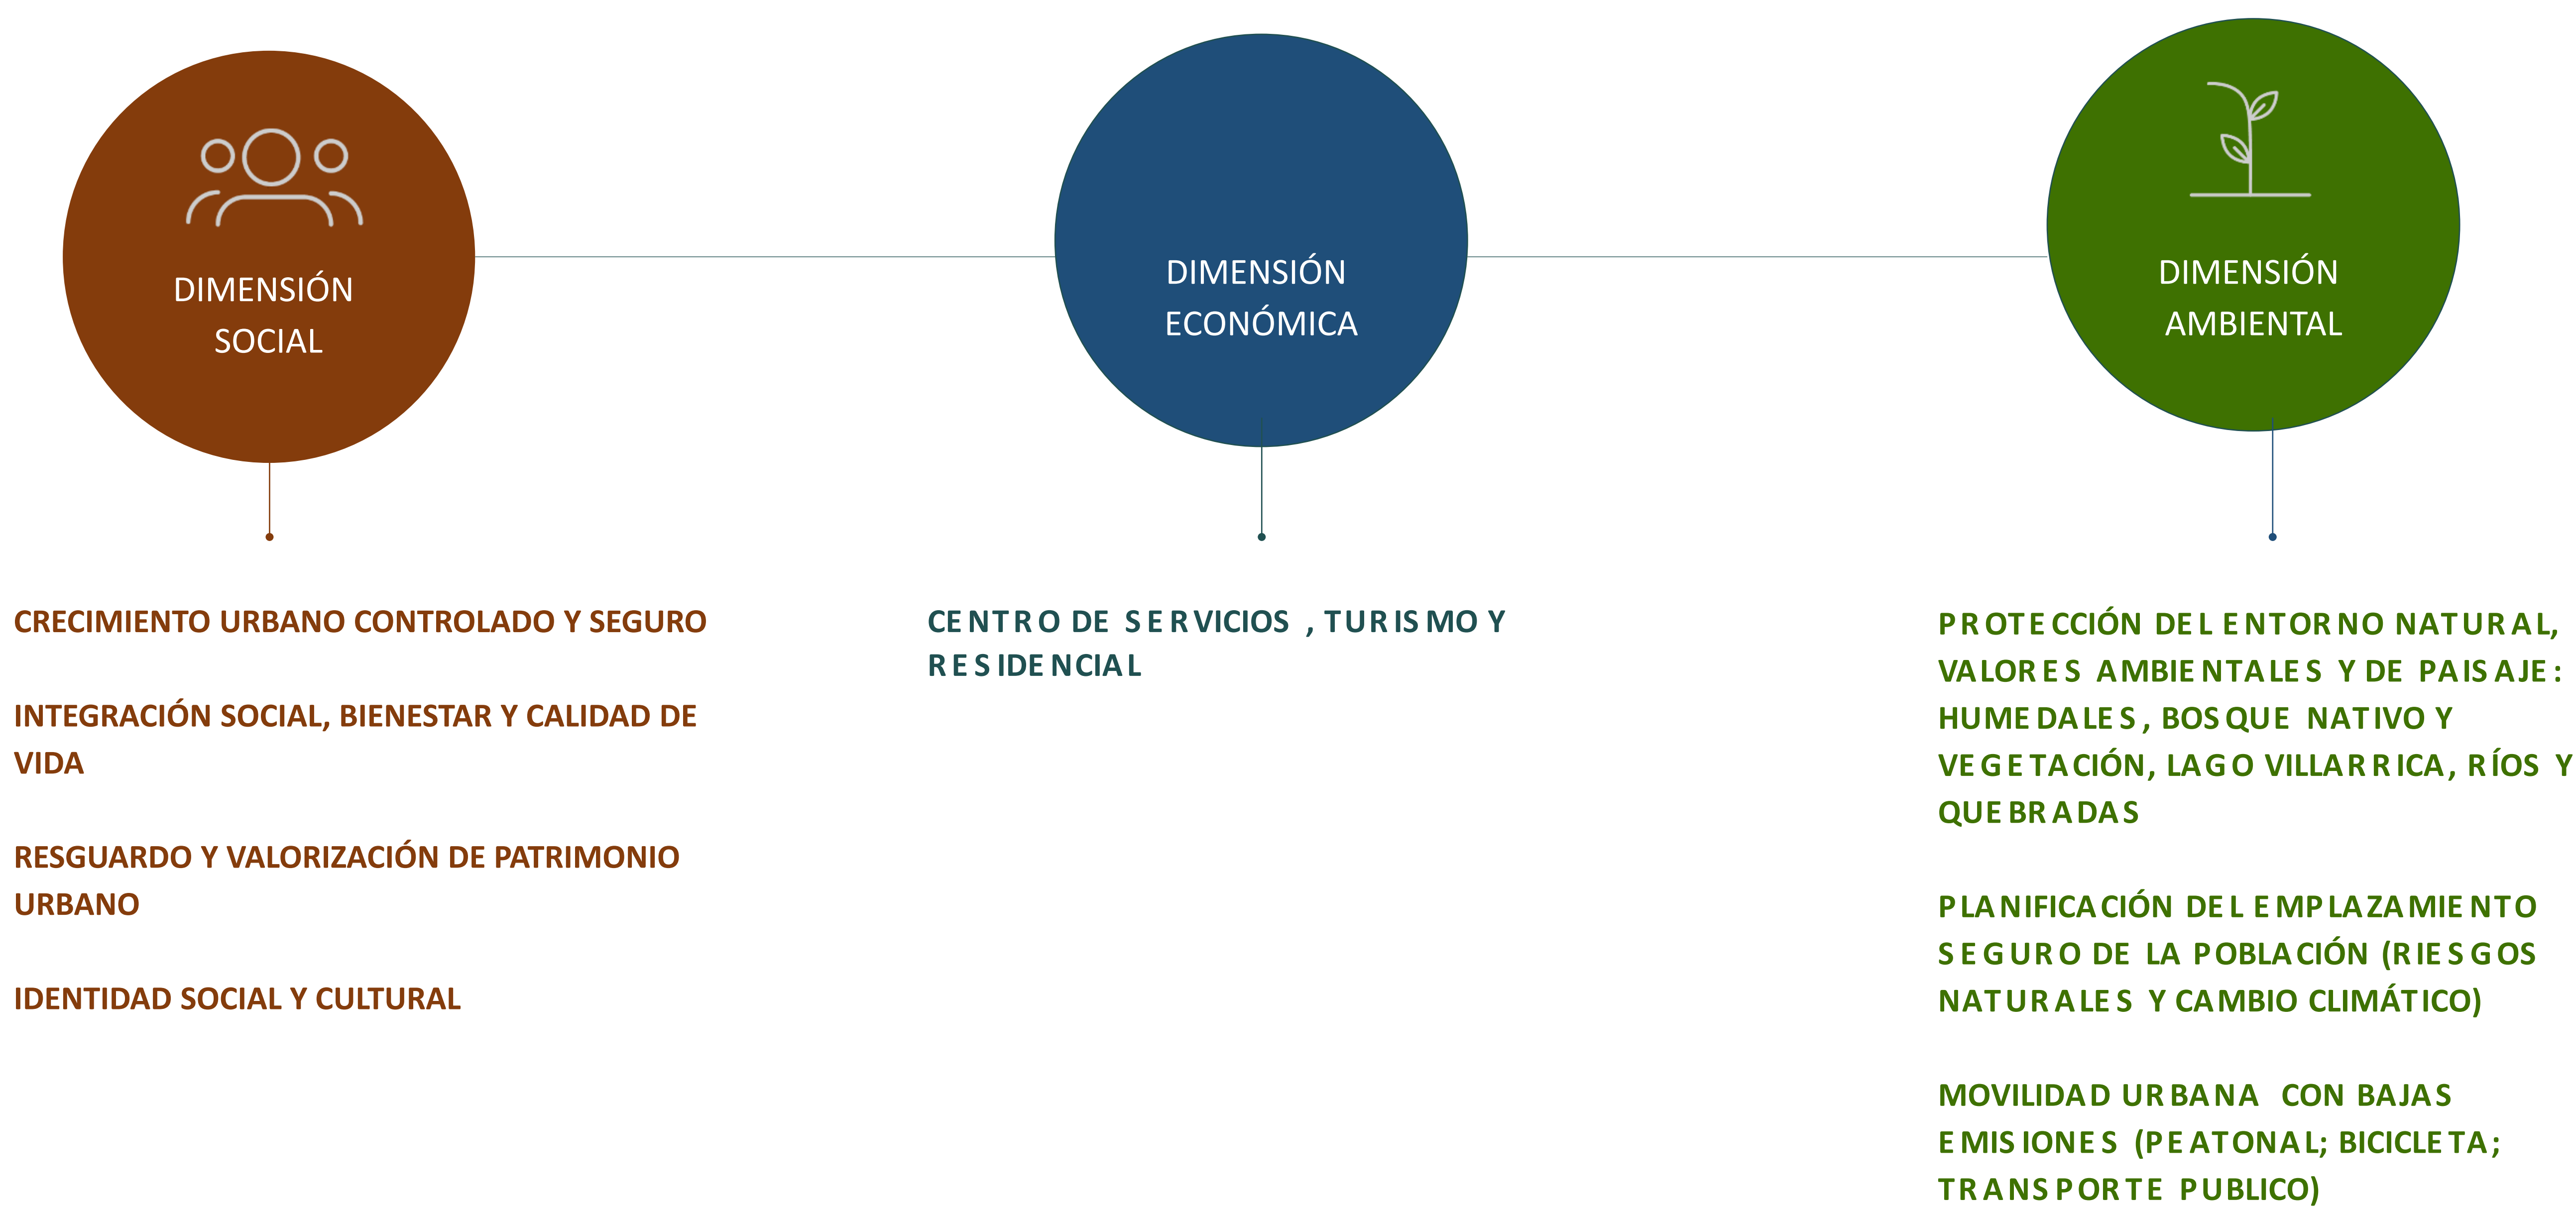 DIMENSIÓN
SOCIAL
CRECIMIENTO URBANO CONTROLADO Y SEGURO
INTEGRACIÓN SOCIAL, BIENESTAR Y CALIDAD DE
VIDA
RESGUARDO Y VALORIZACIÓN DE PATRIMONIO
URBANO
IDENTIDAD SOCIAL Y CULTURAL
DIMENSIÓN
ECONÓMICA
CENTRO DE SERVICIOS , TURISMO Y
RESIDENCIAL
DIMENSIÓN
AMBIENTAL
PROTECCIÓN DEL ENTORNO NATURAL,
VALORES AMBIENTALES Y DE PAISAJE:
HUMEDALES, BOSQUE NATIVO Y
VEGETACIÓN, LAGO VILLARRICA, RÍOS Y
QUEBRADAS
PLANIFICACIÓN DEL EMPLAZAMIENTO
SEGURO DE LA POBLACIÓN (RIESGOS
NATURALES Y CAMBIO CLIMÁTICO)
MOVILIDAD URBANA CON BAJAS
EMISIONES (PEATONAL; BICICLETA;
TRANSPORTE PUBLICO)